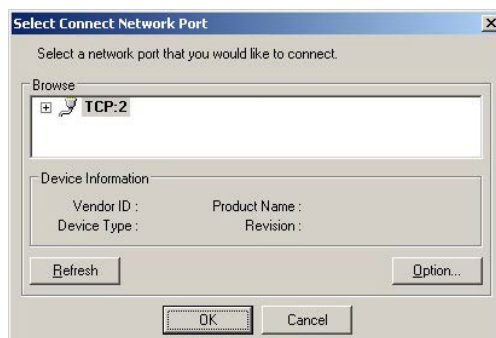 Select Connect Network Port
Select a network port that you would like to connect.
Browse
TCP:2
Device Information
Vendor ID : Product Name :
Device Type : Revision :
Refresh Option...
OK Cancel